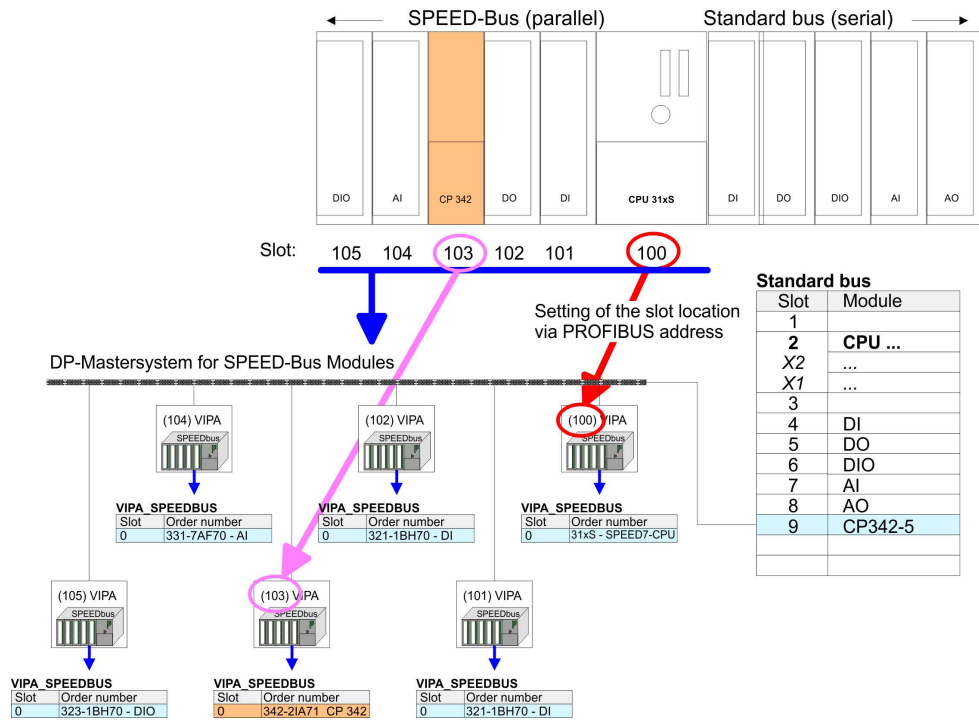 SPEED-Bus (parallel) Standard bus (serial)
DIO AI CP 342 DO DI CPU 31xS DI DO DIO AI AO
Slot: 105 104 103 102 101 100
Setting of the slot location
via PROFIBUS address
Standard bus
Slot Module
1
2 CPU ...
X2 ...
X1 ...
3
4 DI
5 DO
6 DIO
7 AI
8 AO
9 CP342-5
DP-Mastersystem for SPEED-Bus Modules
(104) VIPA
SPEEDbus
VIPA_SPEEDBUS
Slot Order number
0 331-7AF70 - AI
(102) VIPA
SPEEDbus
VIPA_SPEEDBUS
Slot Order number
0 321-1BH70 - DI
(100) VIPA
SPEEDbus
VIPA_SPEEDBUS
Slot Order number
0 31xS - SPEED7-CPU
(105) VIPA
SPEEDbus
VIPA_SPEEDBUS
Slot Order number
0 323-1BH70 - DIO
(103) VIPA
SPEEDbus
VIPA_SPEEDBUS
Slot Order number
0 342-2IA71 CP 342
(101) VIPA
SPEEDbus
VIPA_SPEEDBUS
Slot Order number
0 321-1BH70 - DI